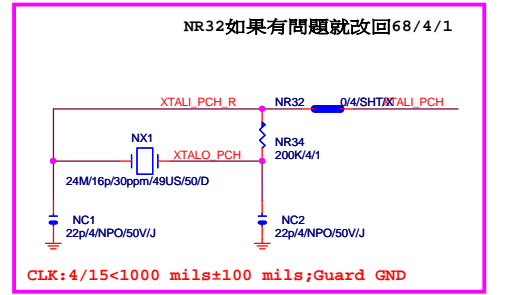 NR32如果有問題就改回68/4/1
XTALI_PCH_R
NR32
0/4/SHT/X
XTALI_PCH
NR34
200K/4/1
NX1
XTALO_PCH
24M/16p/30ppm/49US/50/D
NC1
22p/4/NPO/50V/J
NC2
22p/4/NPO/50V/J
CLK:4/15<1000 mils±100 mils;Guard GND